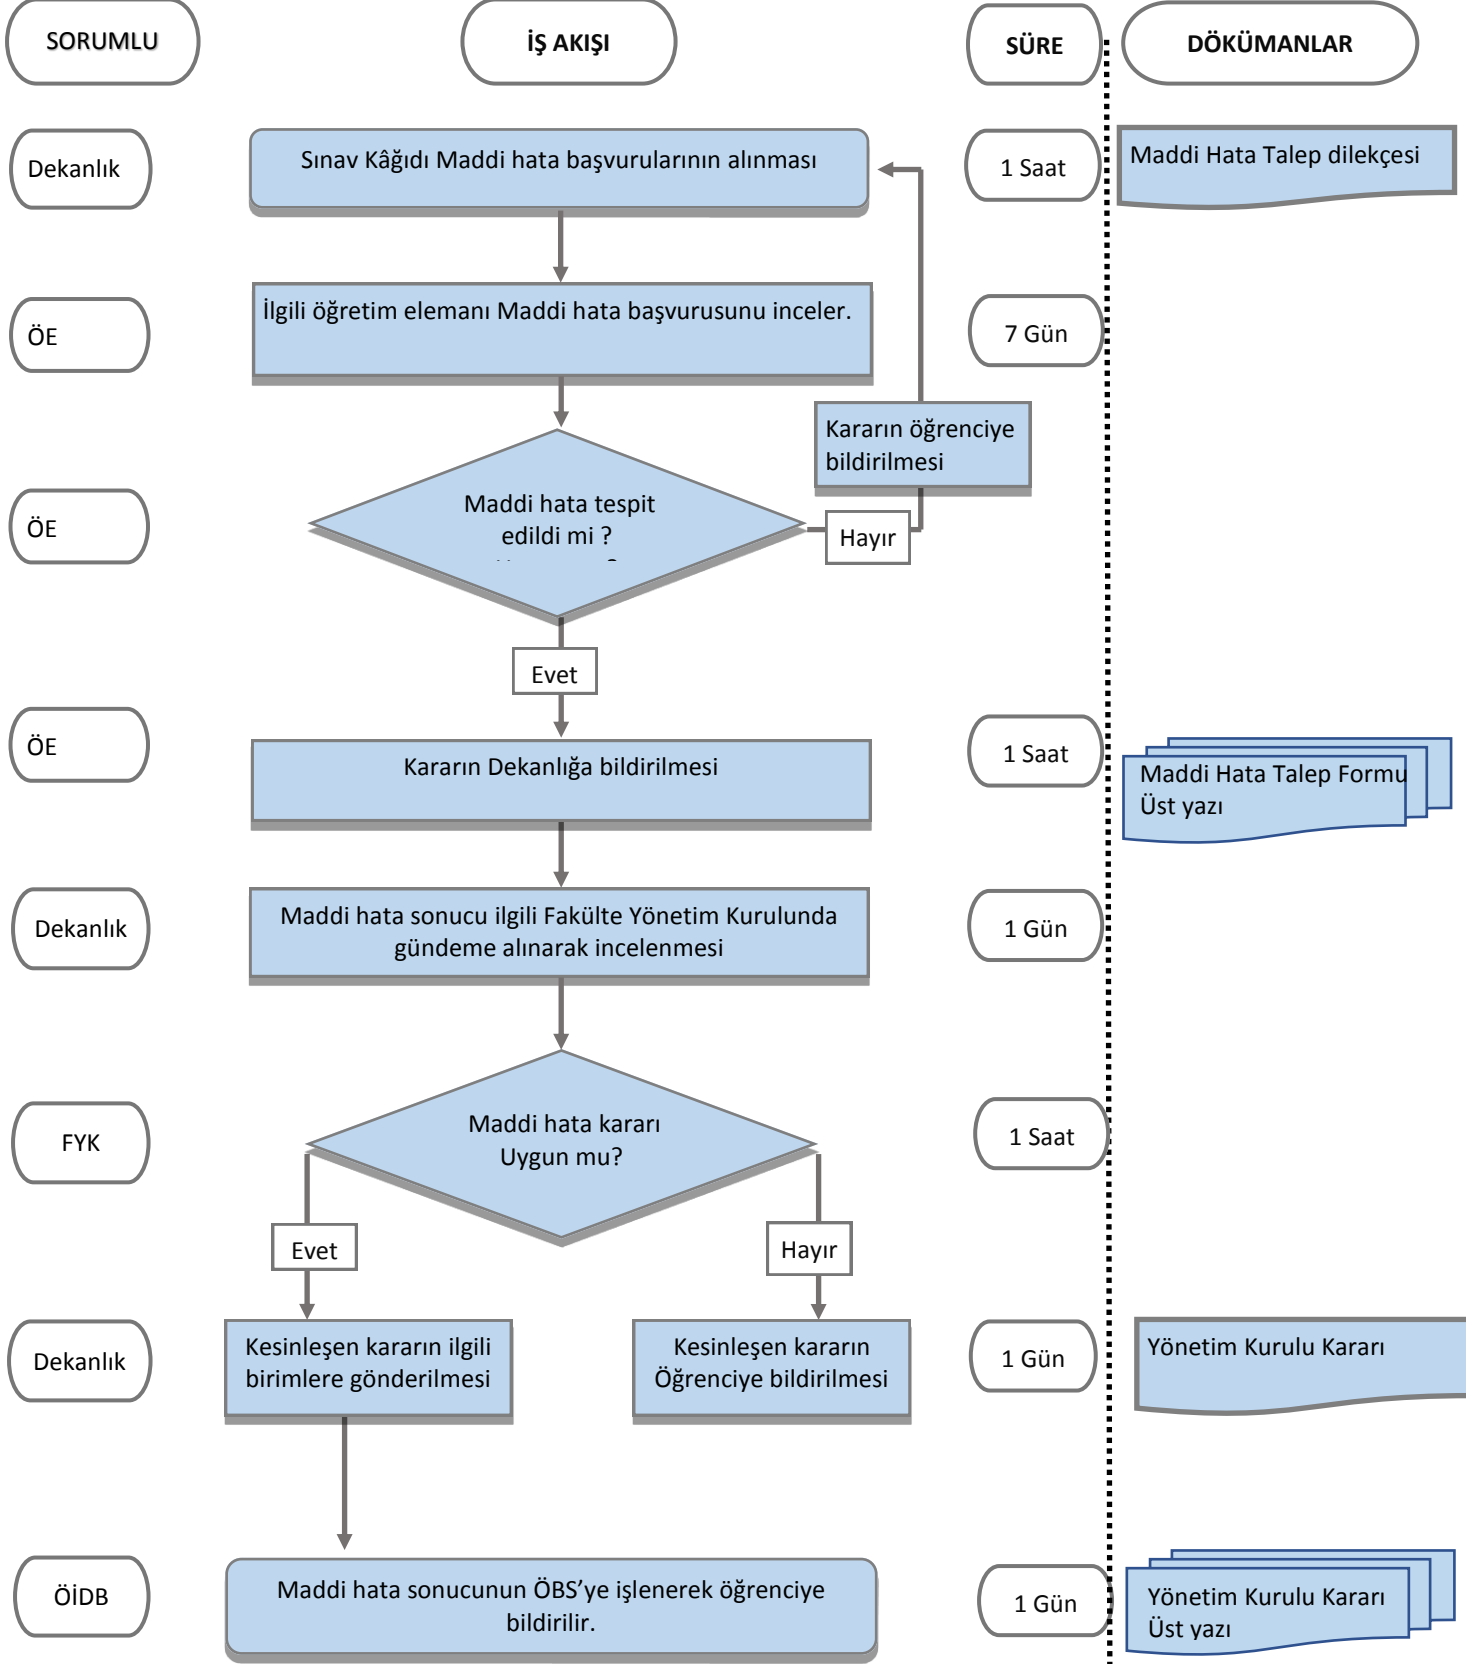 SORUMLU
İŞ AKIŞI
SÜRE
DÖKÜMANLAR
Dekanlık
Sınav Kâğıdı Maddi hata başvurularının alınması
1 Saat
Maddi Hata Talep dilekçesi
ÖE
İlgili öğretim elemanı Maddi hata başvurusunu inceler.
7 Gün
Kararın öğrenciye
bildirilmesi
ÖE
Maddi hata tespit
edildi mi ?
Hayır
Evet
ÖE
Kararın Dekanlığa bildirilmesi
1 Saat
Maddi Hata Talep Formu
Üst yazı
Dekanlık
Maddi hata sonucu ilgili Fakülte Yönetim Kurulunda
gündeme alınarak incelenmesi
1 Gün
FYK
Maddi hata kararı
Uygun mu?
1 Saat
Evet
Hayır
Dekanlık
Kesinleşen kararın ilgili
birimlere gönderilmesi
Kesinleşen kararın
Öğrenciye bildirilmesi
1 Gün
Yönetim Kurulu Kararı
ÖİDB
Maddi hata sonucunun ÖBS’ye işlenerek öğrenciye
bildirilir.
1 Gün
Yönetim Kurulu Kararı
Üst yazı